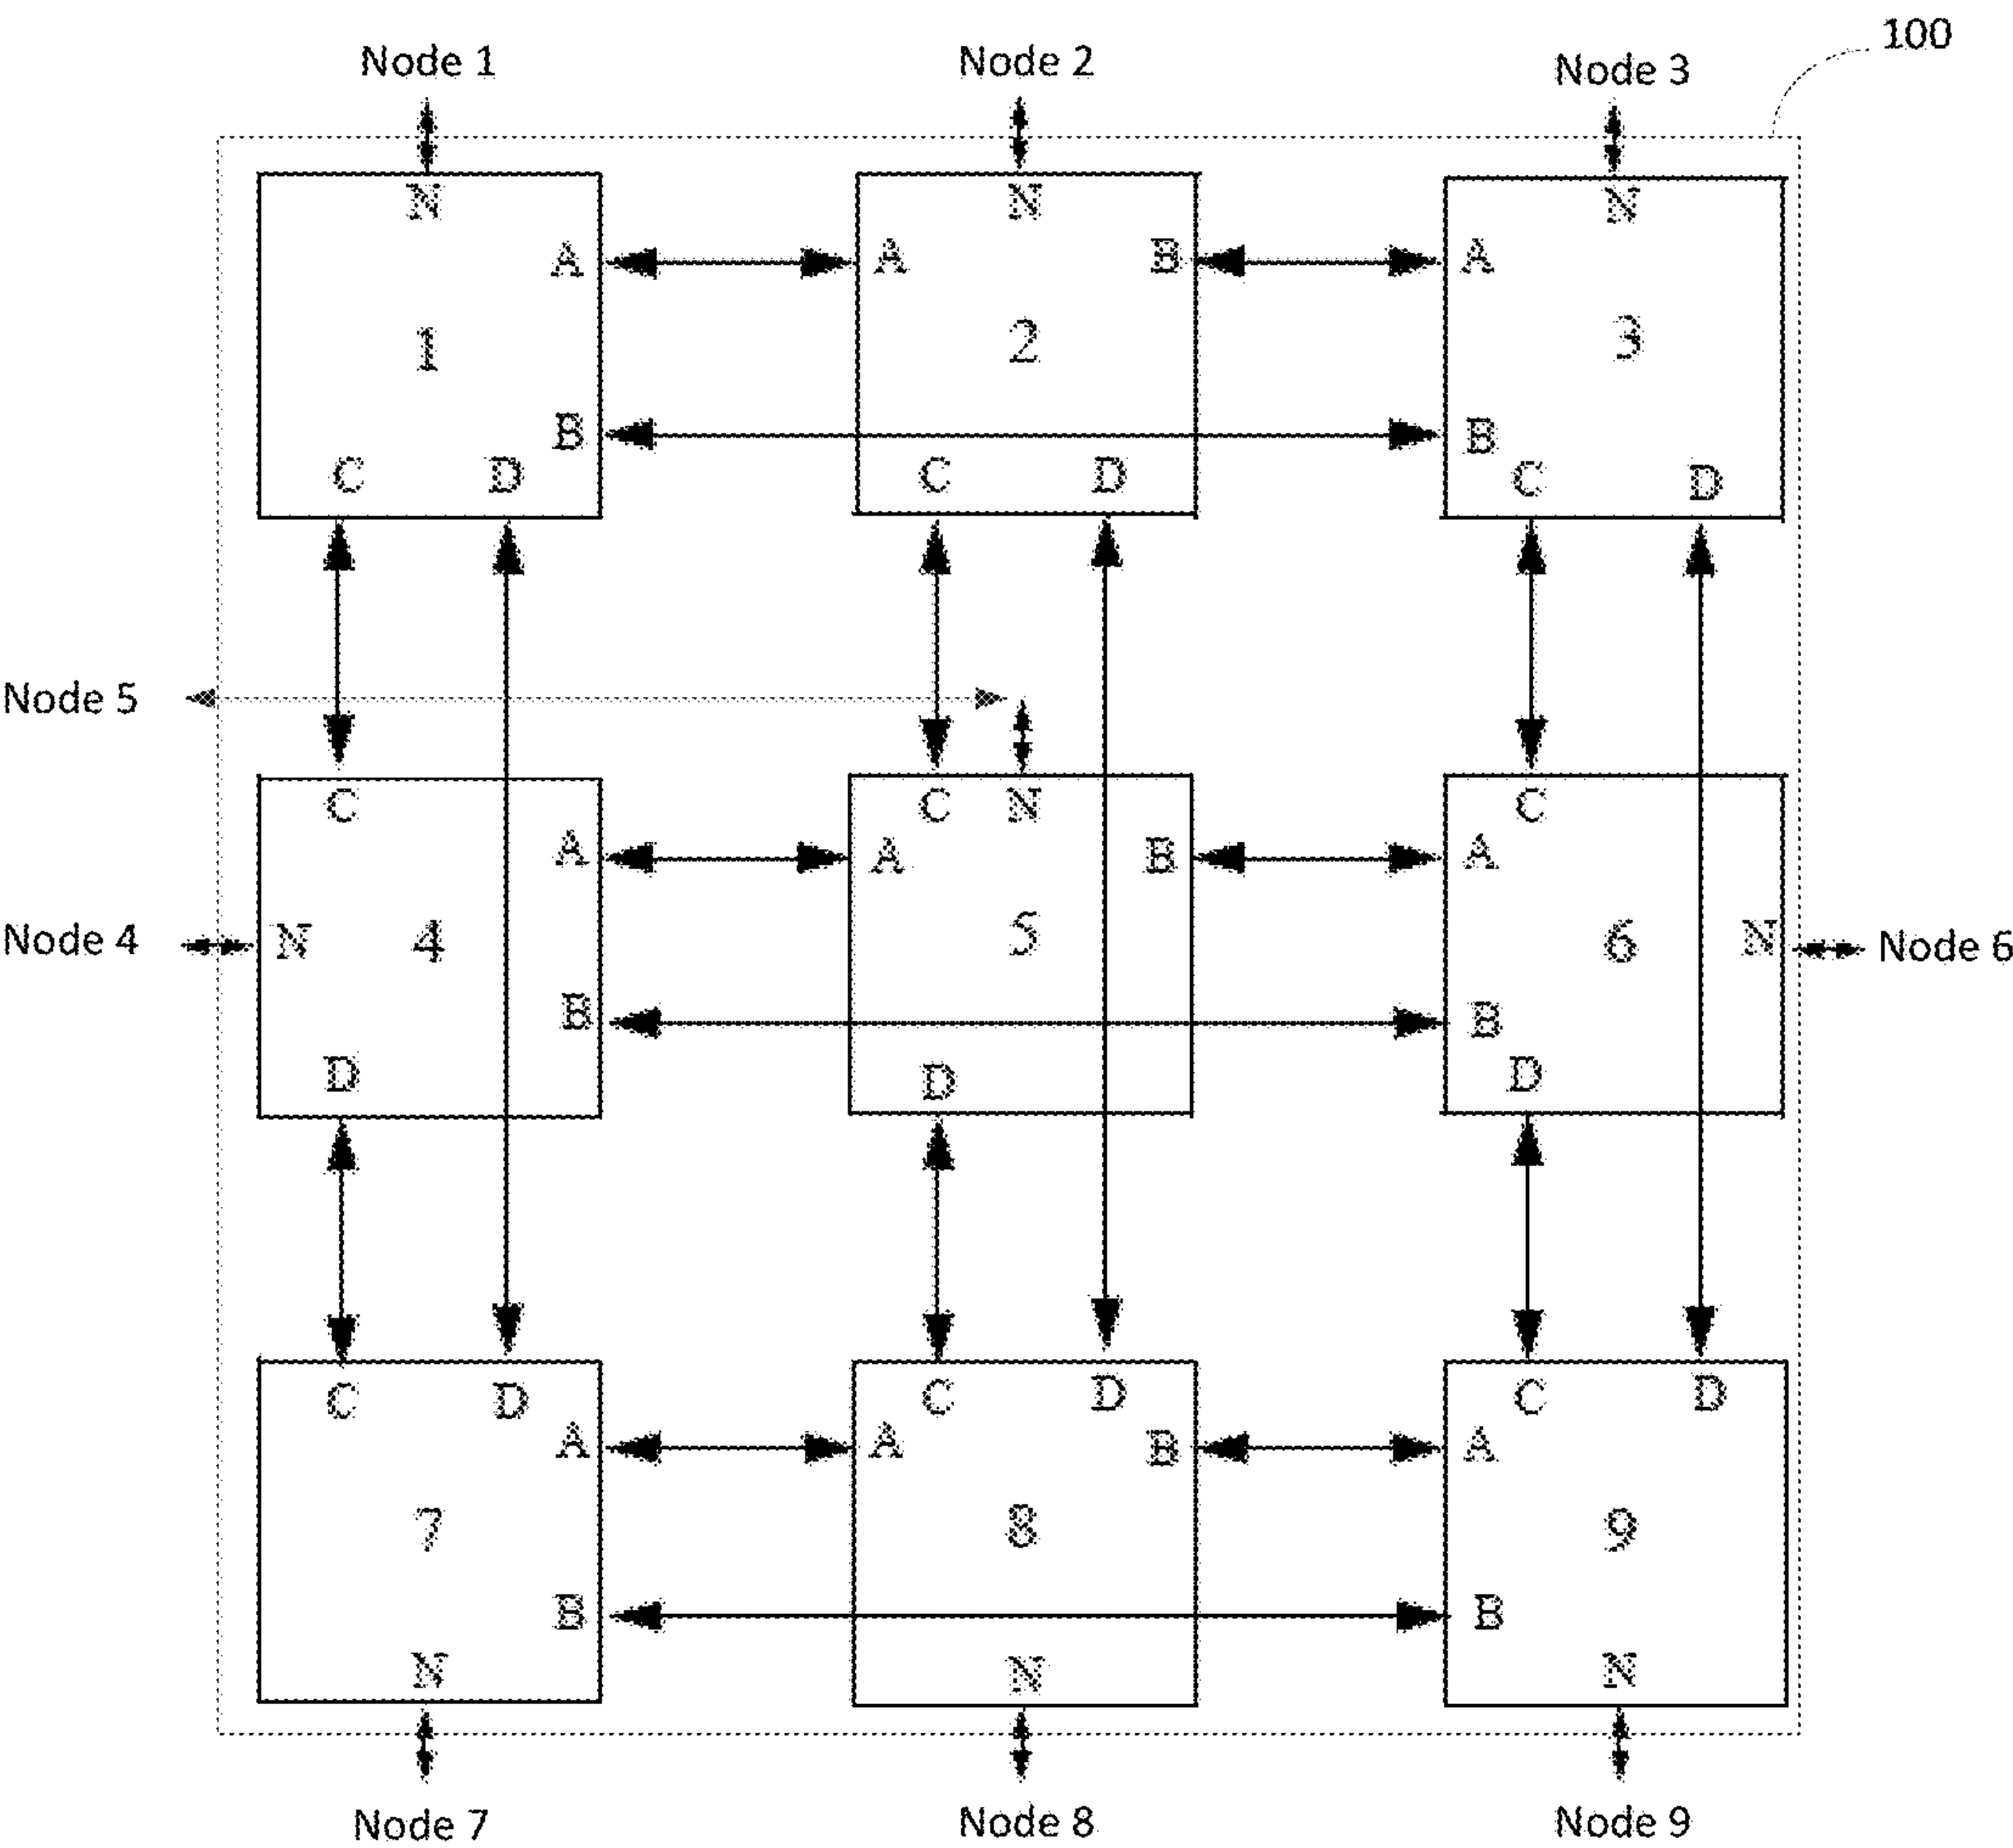 100
Node 1 Node 2 Node 3
N N N
A A B A
1 2 3
B B
C D C D C D
Node 5
C C N C
A A B A
Node 4 N 4 5 6 N Node 6
B B
D D D
C D C D C D
A A B A
7 8 9
B B
N N N
Node 7 Node 8 Node 9